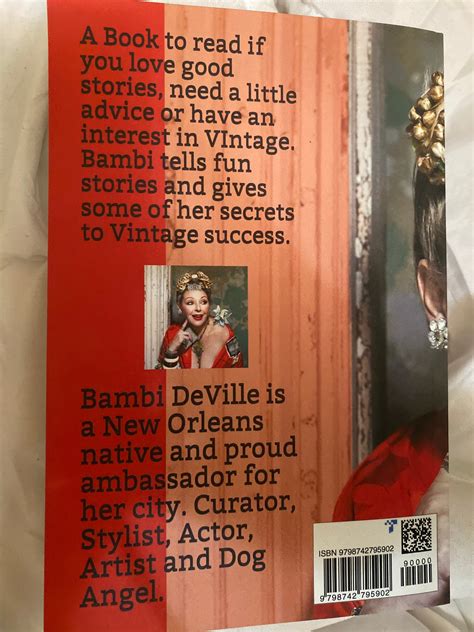 A Book to read if
you love good
stories, need a little
advice or have an
interest in VIntage.
Bambi tells fun
stories and gives
some of her secrets
to Vintage success.
Bambi DeVille is
a New Orleans
native and proud
ambassador for
her city. Curator,
Stylist, Actor,
Artist and Dog
Angel.
ISBN 9798742795902
90000
9 798742 795902